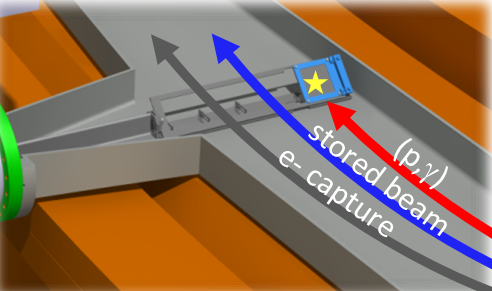 (p,γ)
stored beam
e- capture